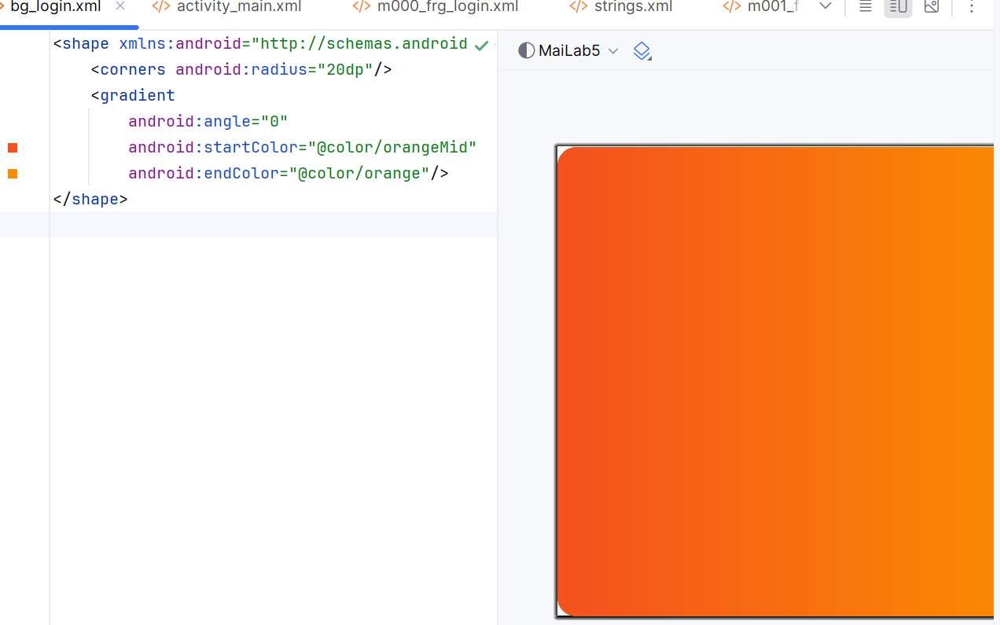 bg_login.xml activity_main.xml m000_frg_login.xml strings.xml m001_f
<shape xmlns:android="http://schemas.android
MaiLab5
<corners android:radius="20dp"/>
<gradient
android:angle="0"
android:startColor="@color/orangeMid"
android:endColor="@color/orange"/>
</shape>